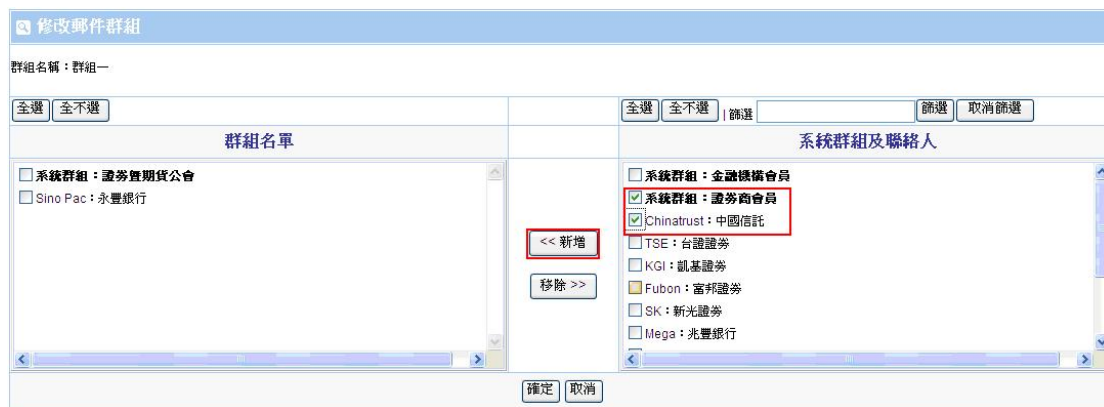 修改郵件群組
群組名稱：群組一
全選 全不選
全選 全不選 | 篩選 篩選 取消篩選
群組名單
系統群組及聯絡人
系統群組：證券暨期貨公會
Sino Pac：永豐銀行
<< 新增
移除 >>
系統群組：金融機構會員
系統群組：證券商會員
Chinatrust：中國信託
TSE：台證證券
KGI：凱基證券
Fubon：富邦證券
SK：新光證券
Mega：兆豐銀行
確定 取消